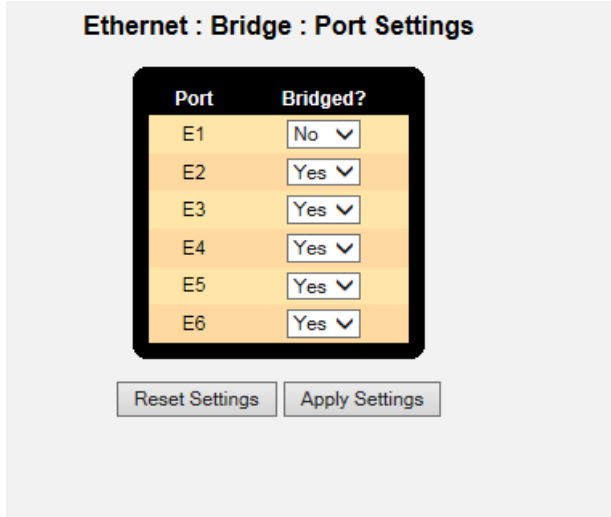 Ethernet : Bridge : Port Settings
Port Bridged?
E1 No
E2 Yes
E3 Yes
E4 Yes
E5 Yes
E6 Yes
Reset Settings Apply Settings